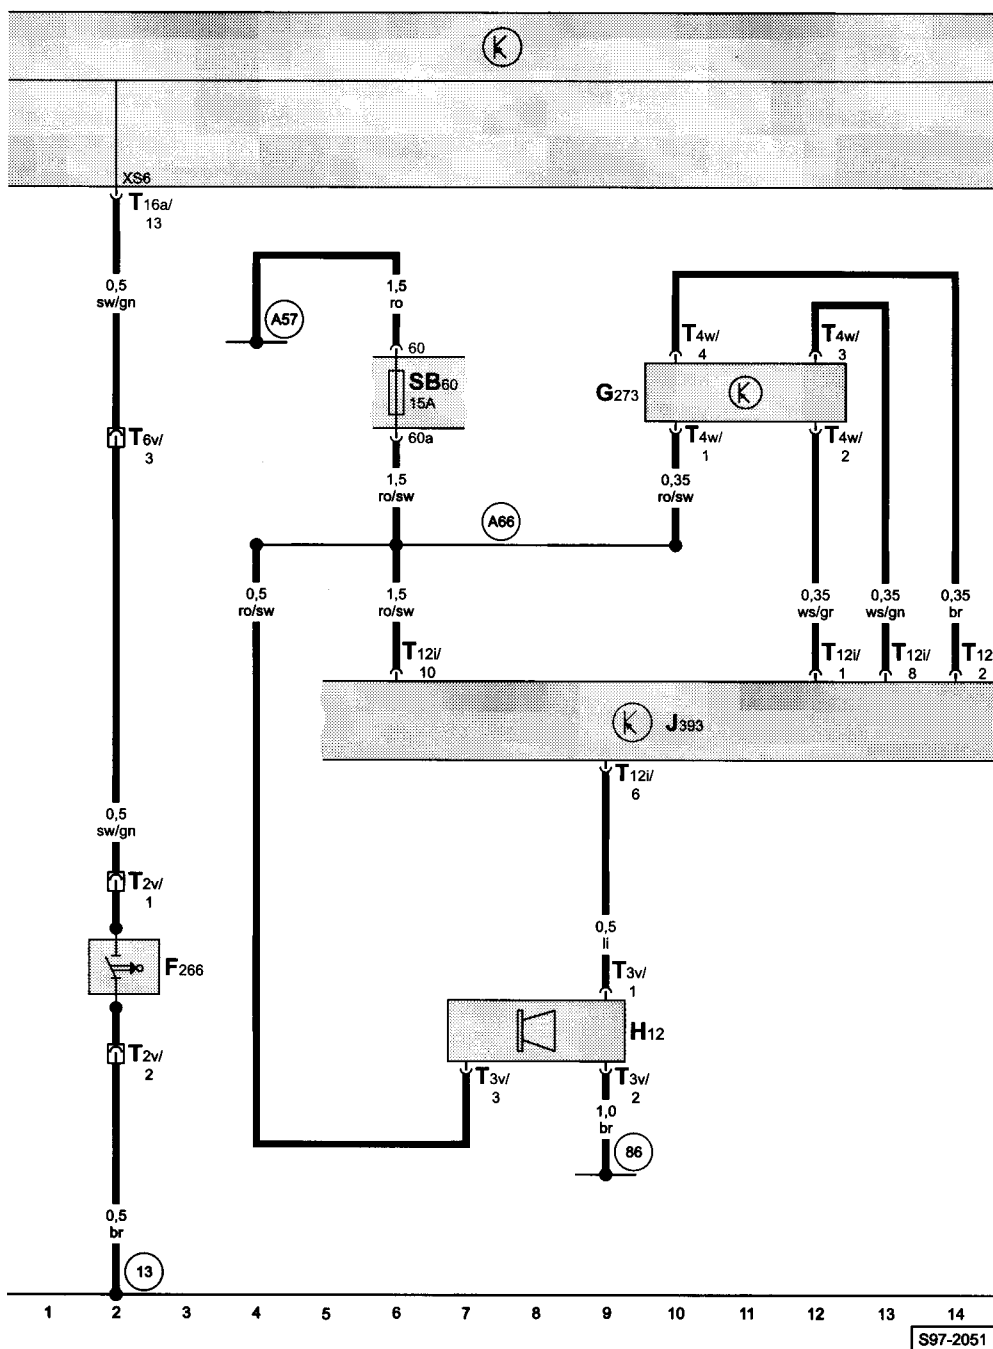 XS6
T16a/
13
0,5
sw/gn
1,5
ro
A57
60
SB60
15A
60a
T4w/
4
T4w/
3
G273
T4w/
1
T4w/
2
T6v/
3
1,5
ro/sw
0,35
ro/sw
A66
0,5
ro/sw
1,5
ro/sw
0,35
ws/gr
0,35
ws/gn
0,35
br
T12i/
10
T12i/
1
T12i/
8
T12
2
J393
T12i/
6
0,5
sw/gn
T2v/
1
0,5
li
F266
T3v/
1
H12
T2v/
2
T3v/
3
T3v/
2
1,0
br
86
0,5
br
13
1 2 3 4 5 6 7 8 9 10 11 12 13 14
S97-2051